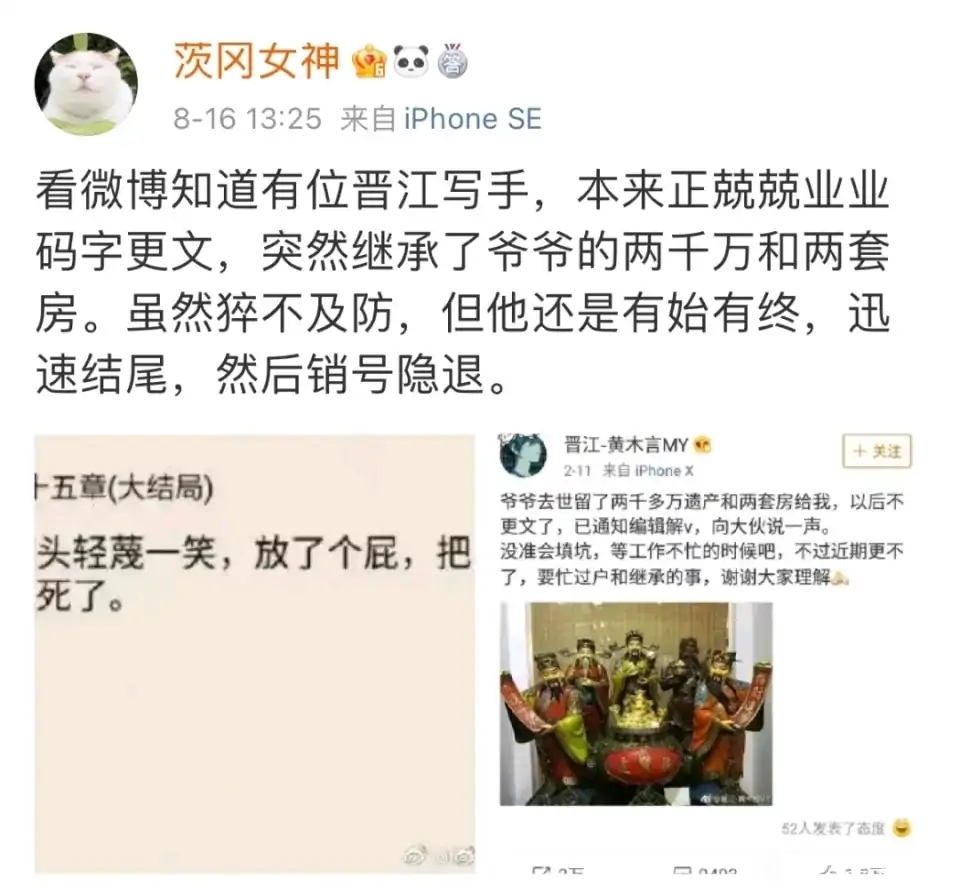 茨冈女神
8-16 13:25 来自 iPhone SE
看微博知道有位晋江写手，本来正兢兢业业
码字更文，突然继承了爷爷的两千万和两套
房。虽然猝不及防，但他还是有始有终，迅
速结尾，然后销号隐退。
十五章(大结局)
头轻蔑一笑，放了个屁，把
死了。
晋江-黄木言MY
2-11 来自 iPhone X
+ 关注
爷爷去世留了两千多万遗产和两套房给我，以后不
更文了，已通知编辑解v，向大伙说一声。
没准会填坑，等工作不忙的时候吧，不过近期更不
了，要忙过户和继承的事，谢谢大家理解
52人发表了态度